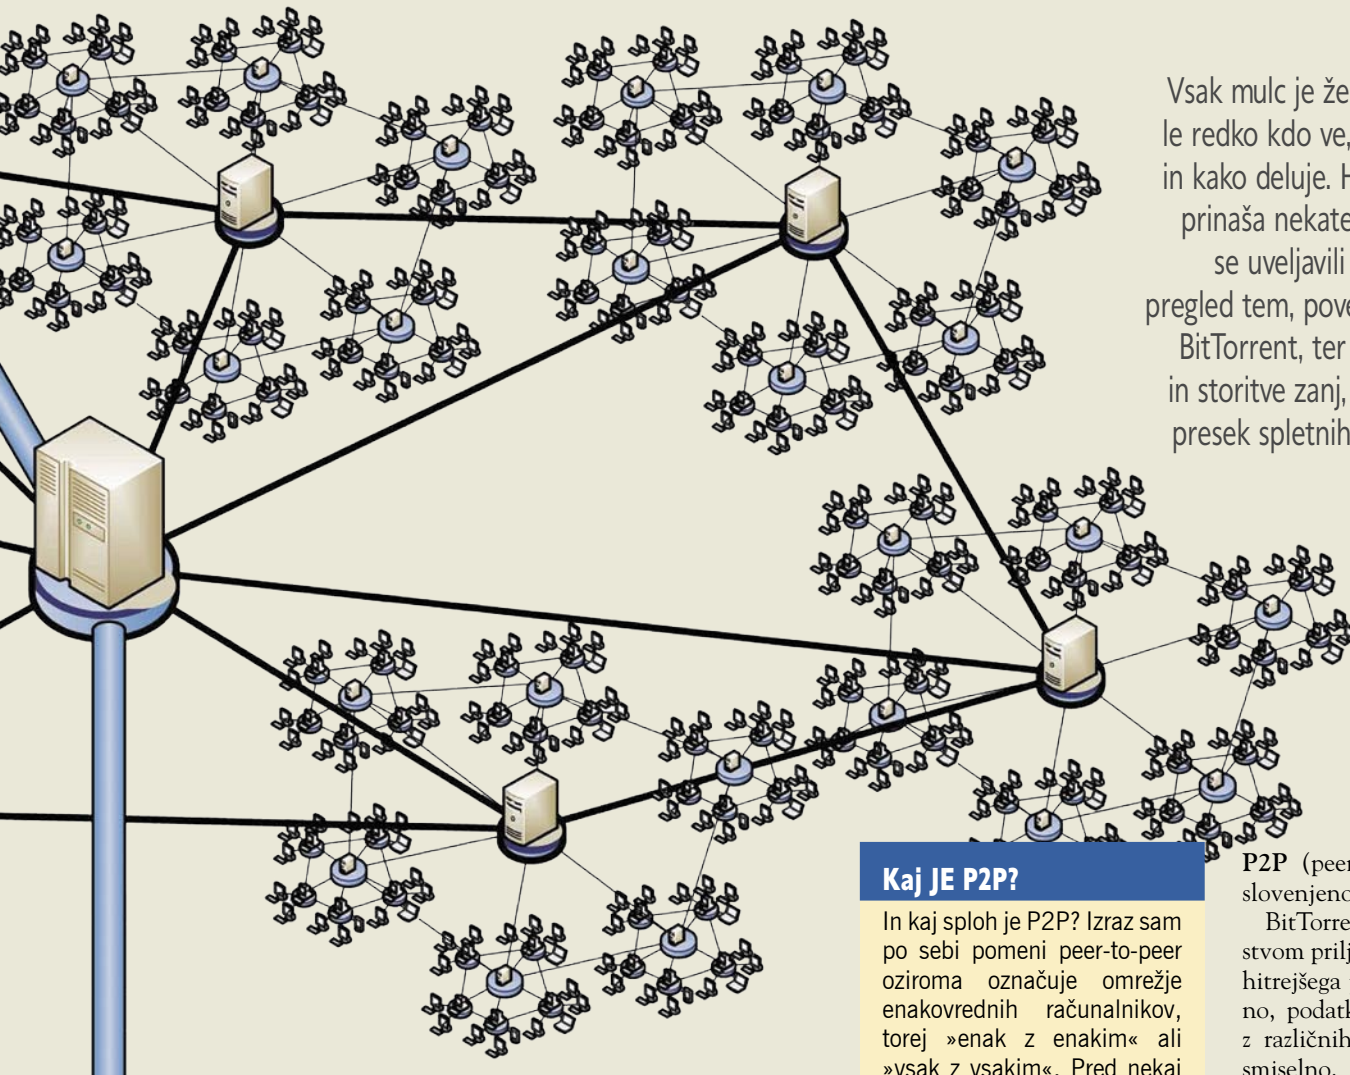 Vsak mulc je že
le redko kdo ve,
in kako deluje.
prinaša nekate
se uveljavili
pregled tem, pove
BitTorrent, ter
in storitve zanj,
presek spletnih
Kaj JE P2P?
In kaj sploh je P2P? Izraz sam
po sebi pomeni peer-to-peer
oziroma označuje omrežje
enakovrednih računalnikov,
torej »enak z enakim« ali
»vsak z vsakim«. Pred nekaj
P2P (peer
slovenjeno
BitTorre
stvom prilj
hitrejšega
no, podatk
z različnih
smiselno.